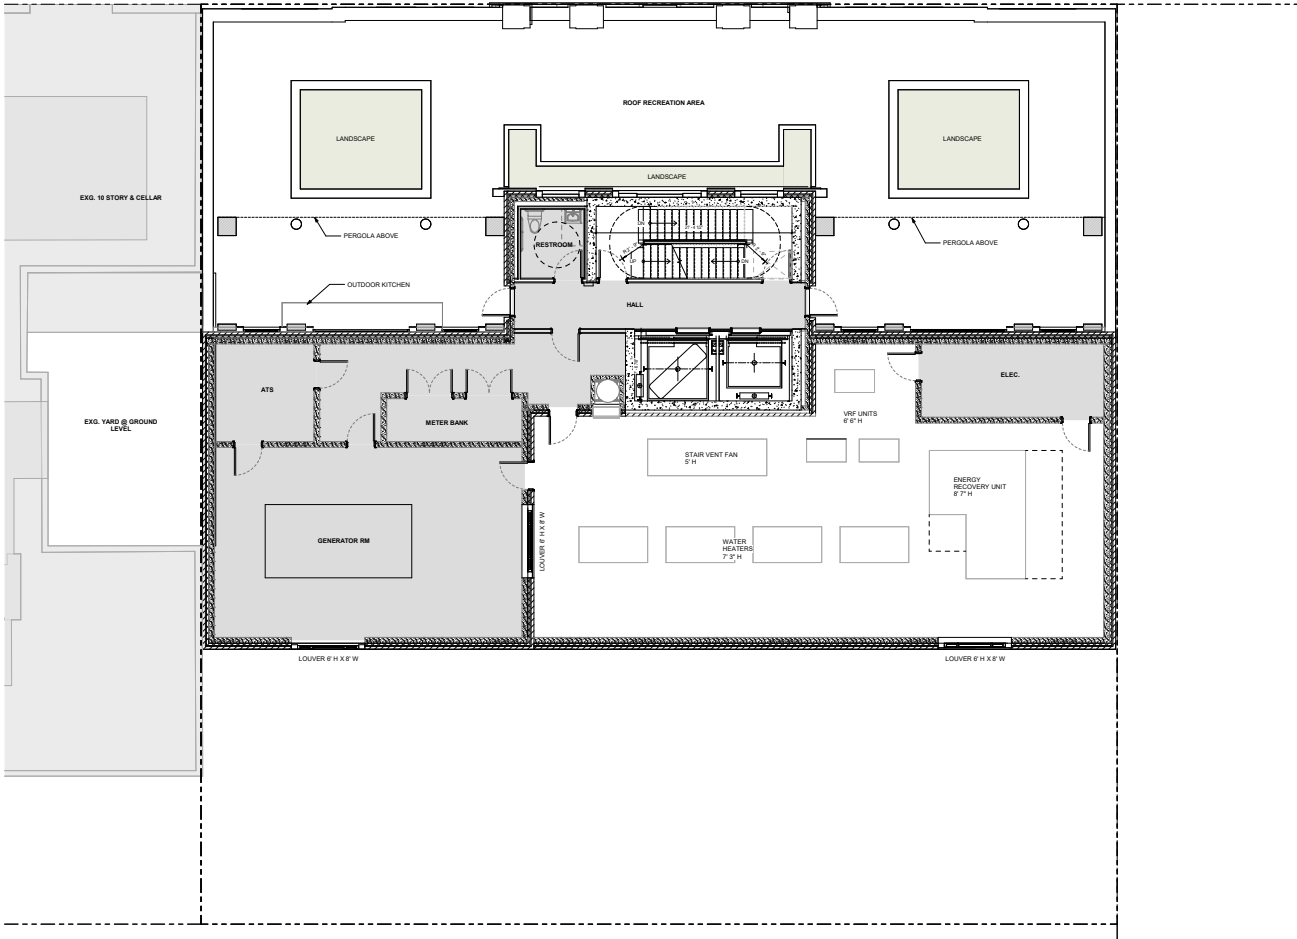 ROOF RECREATION AREA
LANDSCAPE
LANDSCAPE
LANDSCAPE
EXG. 10 STORY & CELLAR
PERGOLA ABOVE
PERGOLA ABOVE
RESTROOM
DN
UP
DN
OUTDOOR KITCHEN
HALL
ATS
ELEC.
METER BANK
VRF UNITS
6' 6" H
EXG. YARD @ GROUND
LEVEL
STAIR VENT FAN
5' H
ENERGY
RECOVERY UNIT
8' 7" H
GENERATOR RM
LOUVER 6' H X 8' W
WATER
HEATERS
7' 3" H
LOUVER 6' H X 8' W
LOUVER 6' H X 8' W